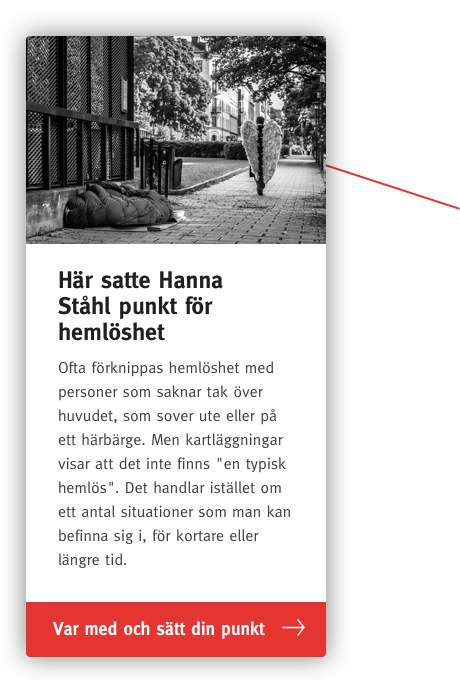 Här satte Hanna
Ståhl punkt för
hemlöshet
Ofta förknippas hemlöshet med
personer som saknar tak över
huvudet, som sover ute eller på
ett härbärge. Men kartläggningar
visar att det inte finns "en typisk
hemlös". Det handlar istället om
ett antal situationer som man kan
befinna sig i, för kortare eller
längre tid.
Var med och sätt din punkt